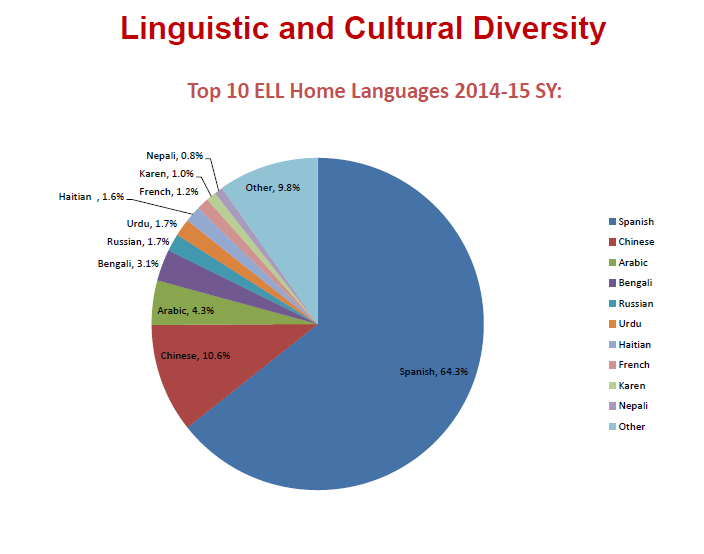 Linguistic and Cultural Diversity
Top 10 ELL Home Languages 2014-15 SY:
Nepali, 0.8%
Karen, 1.0%
French, 1.2%
Haitian , 1.6%
Urdu, 1.7%
Russian, 1.7%
Bengali, 3.1%
Arabic, 4.3%
Chinese, 10.6%
Other, 9.8%
Spanish, 64.3%
Spanish
Chinese
Arabic
Bengali
Russian
Urdu
Haitian
French
Karen
Nepali
Other